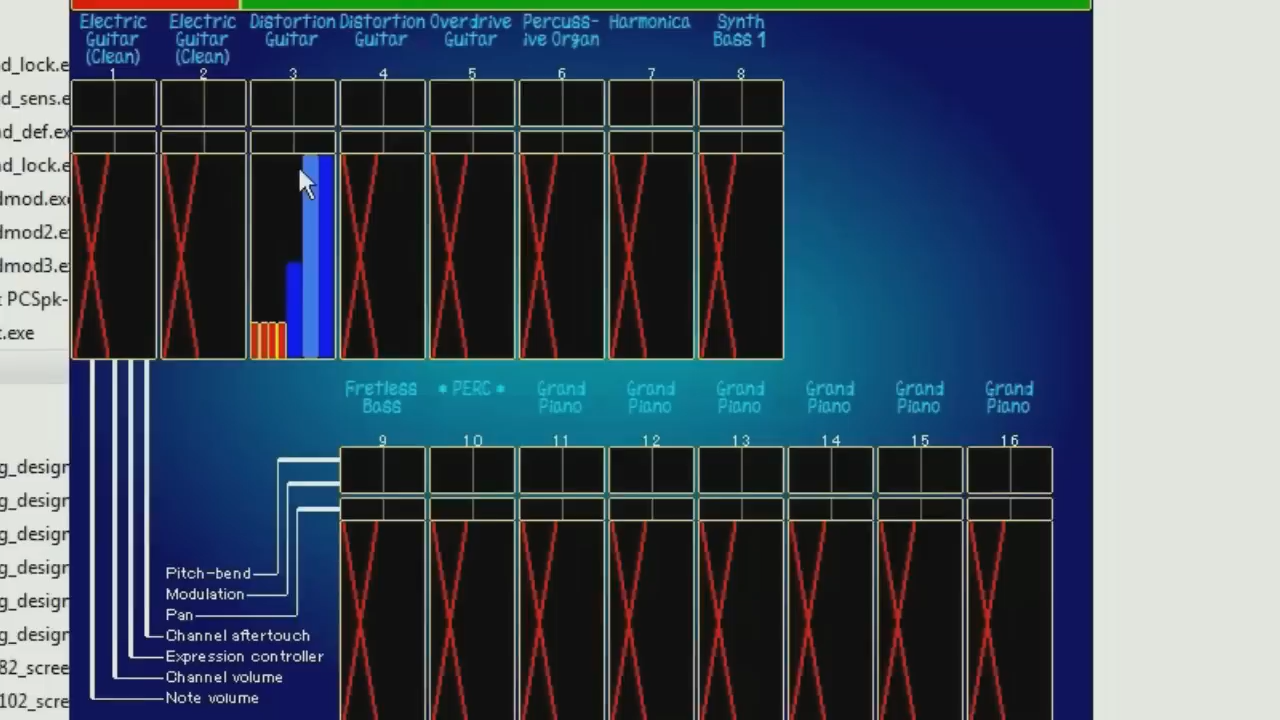 Electric Guitar (Clean)
Electric Guitar (Clean)
Distortion Guitar
Distortion Guitar
Overdrive Guitar
Percuss-ive Organ
Harmonica
Synth Bass 1
1 2 3 4 5 6 7 8
d_lock.e
d_sens.e
d_def.ex
d_lock.e
dmod.exe
dmod2.e
dmod3.e
t PCSpk-
t.exe
Fretless Bass
* PERC *
Grand Piano
Grand Piano
Grand Piano
Grand Piano
Grand Piano
Grand Piano
9 10 11 12 13 14 15 16
g_design
g_design
g_design
g_design
g_design
g_design
82_scree
102_scre
Pitch-bend
Modulation
Pan
Channel aftertouch
Expression controller
Channel volume
Note volume